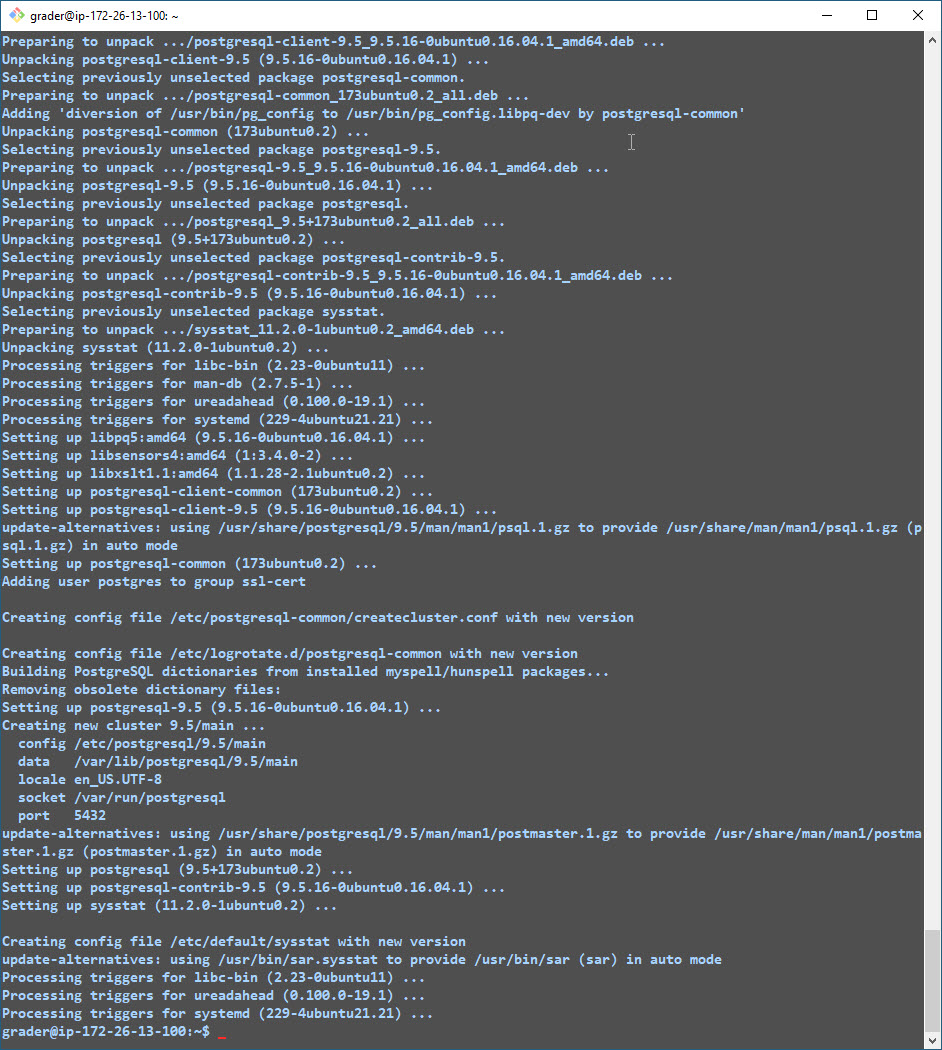 grader@ip-172-26-13-100: ~
Preparing to unpack .../postgresql-client-9.5_9.5.16-0ubuntu0.16.04.1_amd64.deb ...
Unpacking postgresql-client-9.5 (9.5.16-0ubuntu0.16.04.1) ...
Selecting previously unselected package postgresql-common.
Preparing to unpack .../postgresql-common_173ubuntu0.2_all.deb ...
Adding 'diversion of /usr/bin/pg_config to /usr/bin/pg_config.libpq-dev by postgresql-common'
Unpacking postgresql-common (173ubuntu0.2) ...
Selecting previously unselected package postgresql-9.5.
Preparing to unpack .../postgresql-9.5_9.5.16-0ubuntu0.16.04.1_amd64.deb ...
Unpacking postgresql-9.5 (9.5.16-0ubuntu0.16.04.1) ...
Selecting previously unselected package postgresql.
Preparing to unpack .../postgresql_9.5+173ubuntu0.2_all.deb ...
Unpacking postgresql (9.5+173ubuntu0.2) ...
Selecting previously unselected package postgresql-contrib-9.5.
Preparing to unpack .../postgresql-contrib-9.5_9.5.16-0ubuntu0.16.04.1_amd64.deb ...
Unpacking postgresql-contrib-9.5 (9.5.16-0ubuntu0.16.04.1) ...
Selecting previously unselected package sysstat.
Preparing to unpack .../sysstat_11.2.0-1ubuntu0.2_amd64.deb ...
Unpacking sysstat (11.2.0-1ubuntu0.2) ...
Processing triggers for libc-bin (2.23-0ubuntu11) ...
Processing triggers for man-db (2.7.5-1) ...
Processing triggers for ureadahead (0.100.0-19.1) ...
Processing triggers for systemd (229-4ubuntu21.21) ...
Setting up libpq5:amd64 (9.5.16-0ubuntu0.16.04.1) ...
Setting up libsensors4:amd64 (1:3.4.0-2) ...
Setting up libxslt1.1:amd64 (1.1.28-2.1ubuntu0.2) ...
Setting up postgresql-client-common (173ubuntu0.2) ...
Setting up postgresql-client-9.5 (9.5.16-0ubuntu0.16.04.1) ...
update-alternatives: using /usr/share/postgresql/9.5/man/man1/psql.1.gz to provide /usr/share/man/man1/psql.1.gz (p
sql.1.gz) in auto mode
Setting up postgresql-common (173ubuntu0.2) ...
Adding user postgres to group ssl-cert
Creating config file /etc/postgresql-common/createcluster.conf with new version
Creating config file /etc/logrotate.d/postgresql-common with new version
Building PostgreSQL dictionaries from installed myspell/hunspell packages...
Removing obsolete dictionary files:
Setting up postgresql-9.5 (9.5.16-0ubuntu0.16.04.1) ...
Creating new cluster 9.5/main ...
  config /etc/postgresql/9.5/main
  data   /var/lib/postgresql/9.5/main
  locale en_US.UTF-8
  socket /var/run/postgresql
  port   5432
update-alternatives: using /usr/share/postgresql/9.5/man/man1/postmaster.1.gz to provide /usr/share/man/man1/postma
ster.1.gz (postmaster.1.gz) in auto mode
Setting up postgresql (9.5+173ubuntu0.2) ...
Setting up postgresql-contrib-9.5 (9.5.16-0ubuntu0.16.04.1) ...
Setting up sysstat (11.2.0-1ubuntu0.2) ...
Creating config file /etc/default/sysstat with new version
update-alternatives: using /usr/bin/sar.sysstat to provide /usr/bin/sar (sar) in auto mode
Processing triggers for libc-bin (2.23-0ubuntu11) ...
Processing triggers for ureadahead (0.100.0-19.1) ...
Processing triggers for systemd (229-4ubuntu21.21) ...
grader@ip-172-26-13-100:~$ _